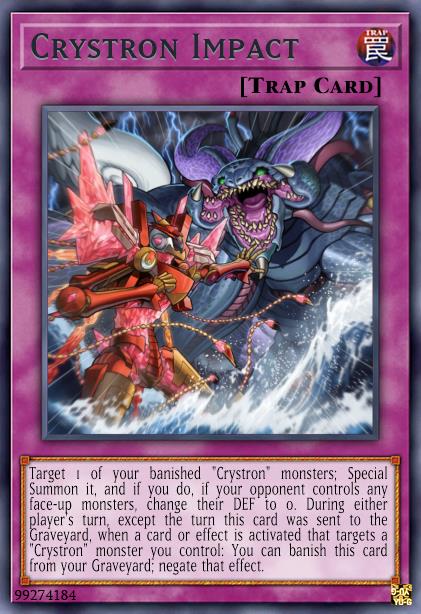 Crystron Impact
TRAP
罠
[Trap Card]
Target 1 of your banished "Crystron" monsters; Special
Summon it, and if you do, if your opponent controls any
face-up monsters, change their DEF to 0. During either
player's turn, except the turn this card was sent to the
Graveyard, when a card or effect is activated that targets a
"Crystron" monster you control: You can banish this card
from your Graveyard; negate that effect.
99274184